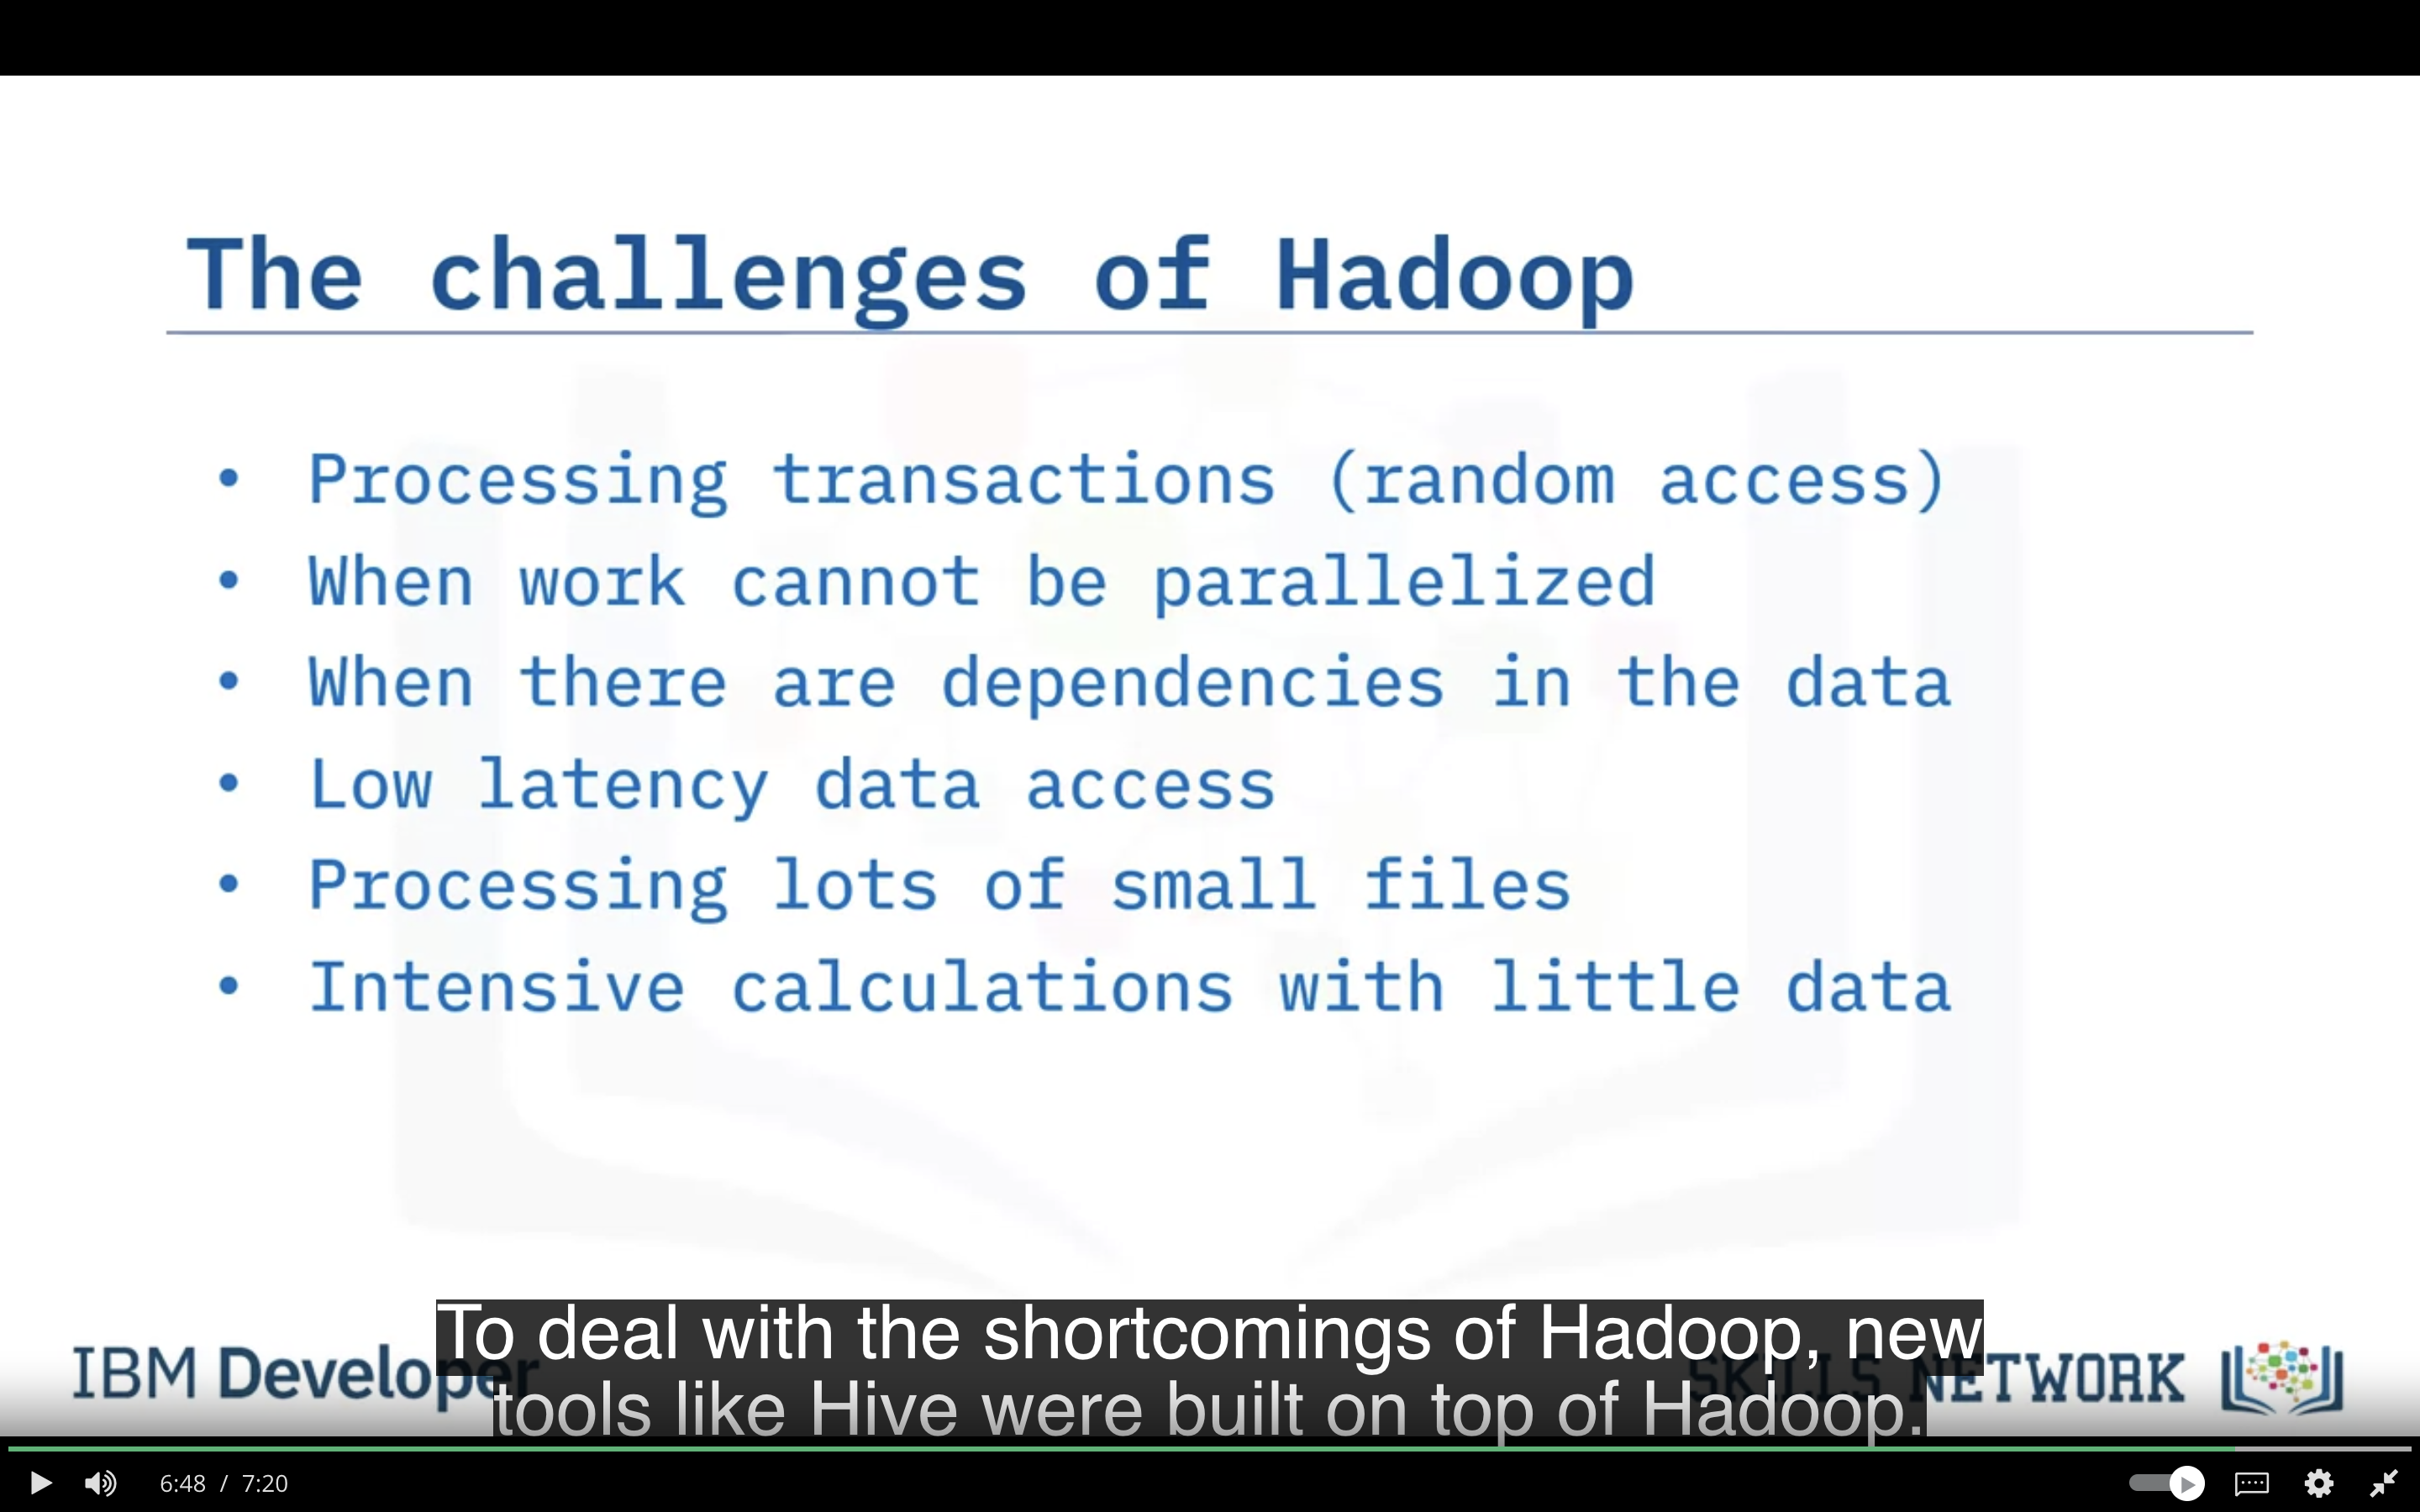 The challenges of Hadoop
• Processing transactions (random access)
• When work cannot be parallelized
• When there are dependencies in the data
• Low latency data access
• Processing lots of small files
• Intensive calculations with little data
To deal with the shortcomings of Hadoop, new
tools like Hive were built on top of Hadoop.
IBM Developer
SKILLS NETWORK
6:48 / 7:20